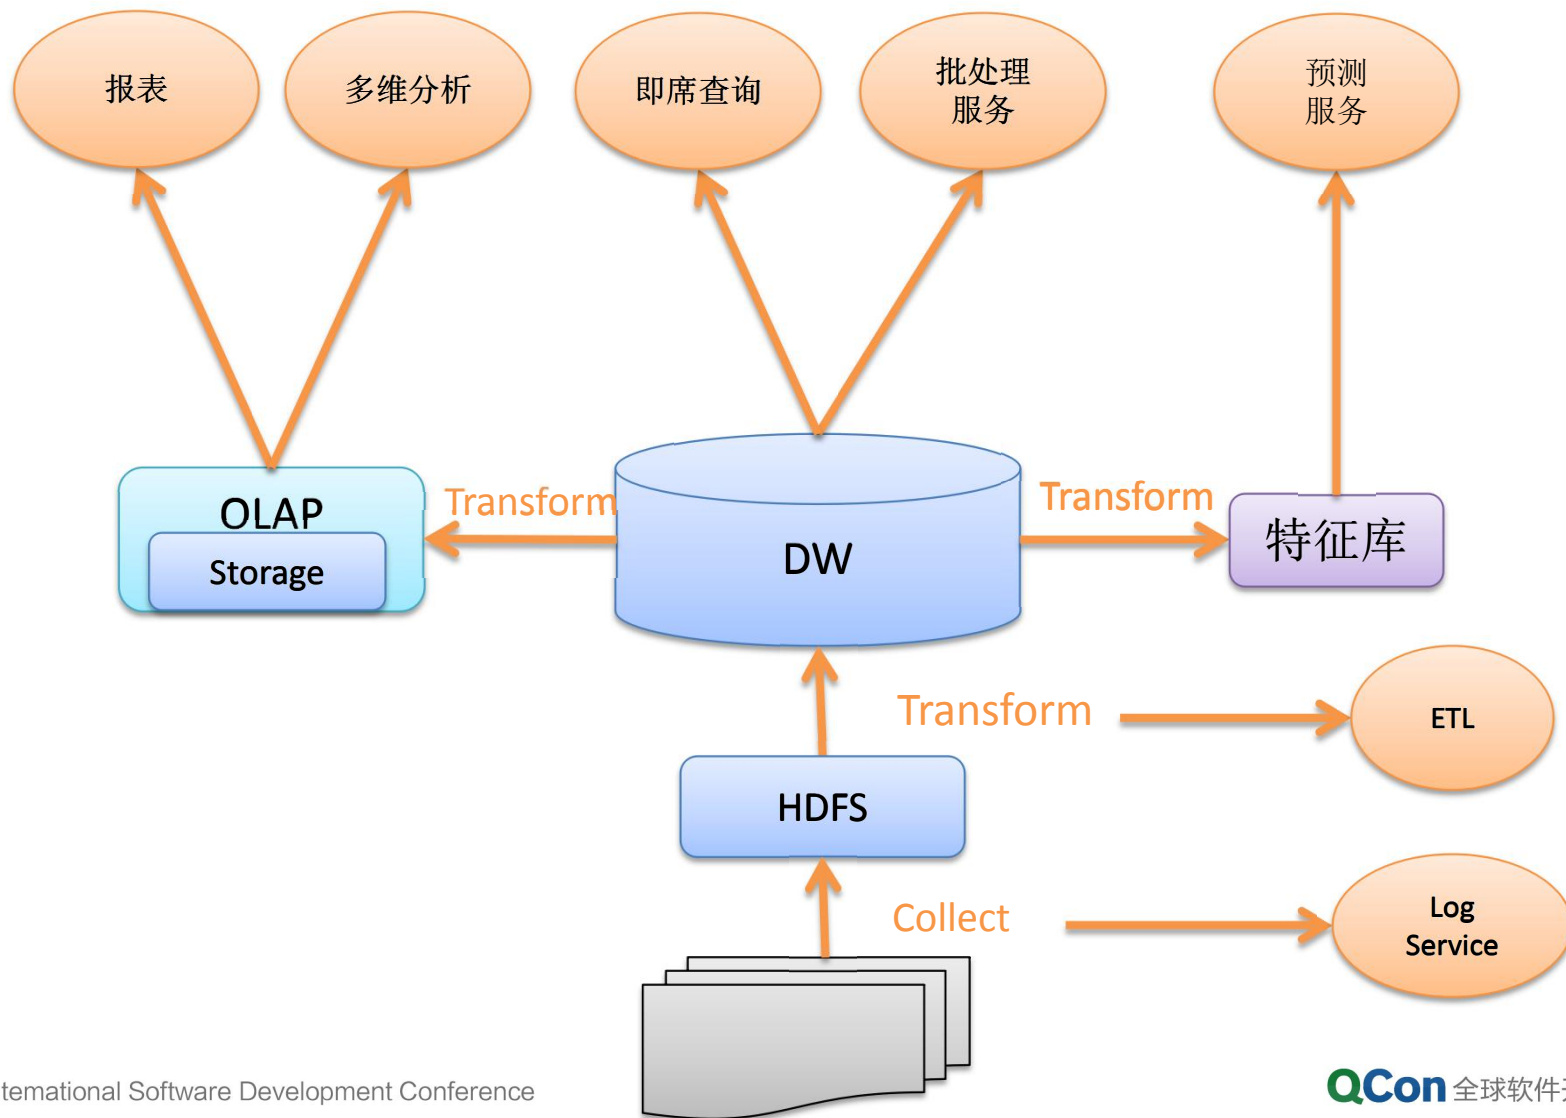 报表
多维分析
即席查询
批处理
服务
预测
服务
OLAP
Storage
Transform
DW
Transform
特征库
Transform
ETL
HDFS
Collect
Log
Service
ternational Software Development Conference
QCon 全球软件